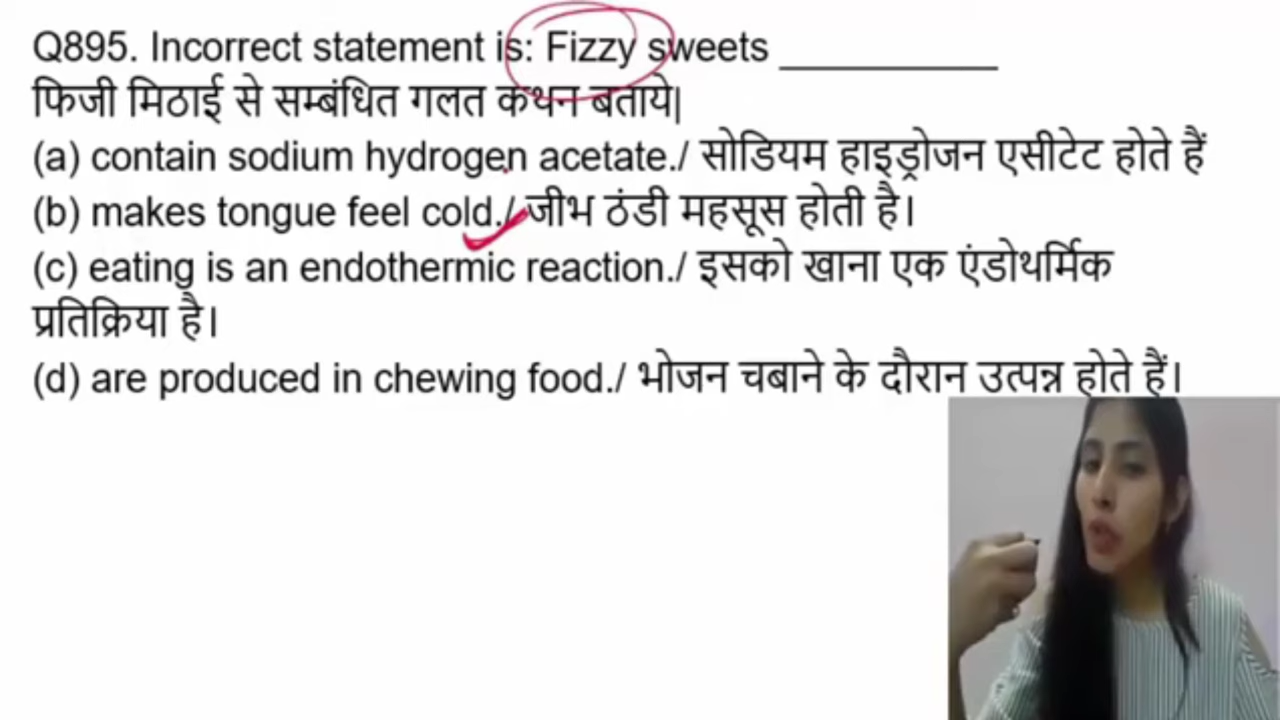 Q895. Incorrect statement is: Fizzy sweets ___________
फिजी मिठाई से सम्बंधित गलत कथन बताये|
(a) contain sodium hydrogen acetate./ सोडियम हाइड्रोजन एसीटेट होते हैं
(b) makes tongue feel cold./ जीभ ठंडी महसूस होती है।
(c) eating is an endothermic reaction./ इसको खाना एक एंडोथर्मिक
प्रतिक्रिया है।
(d) are produced in chewing food./ भोजन चबाने के दौरान उत्पन्न होते हैं।